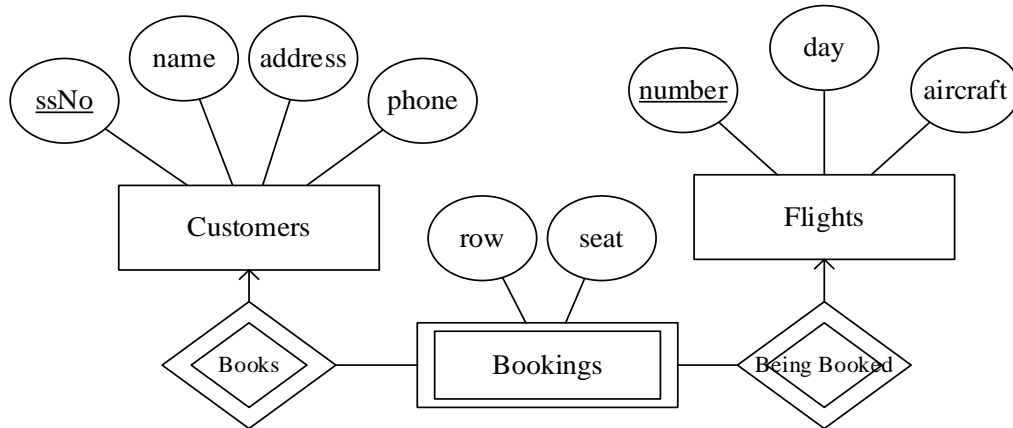 ssNo
name
address
phone
number
day
aircraft
Customers
Flights
row
seat
Books
Bookings
Being Booked